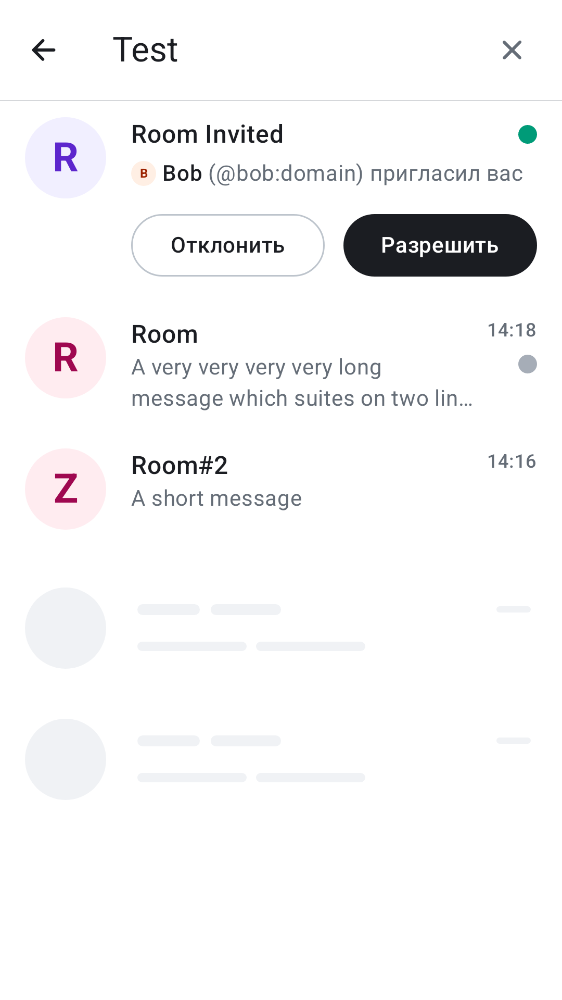 Test
R
Room Invited
B Bob (@bob:domain) пригласил вас
Отклонить
Разрешить
R
Room
14:18
A very very very very long
message which suites on two lin…
Z
Room#2
14:16
A short message